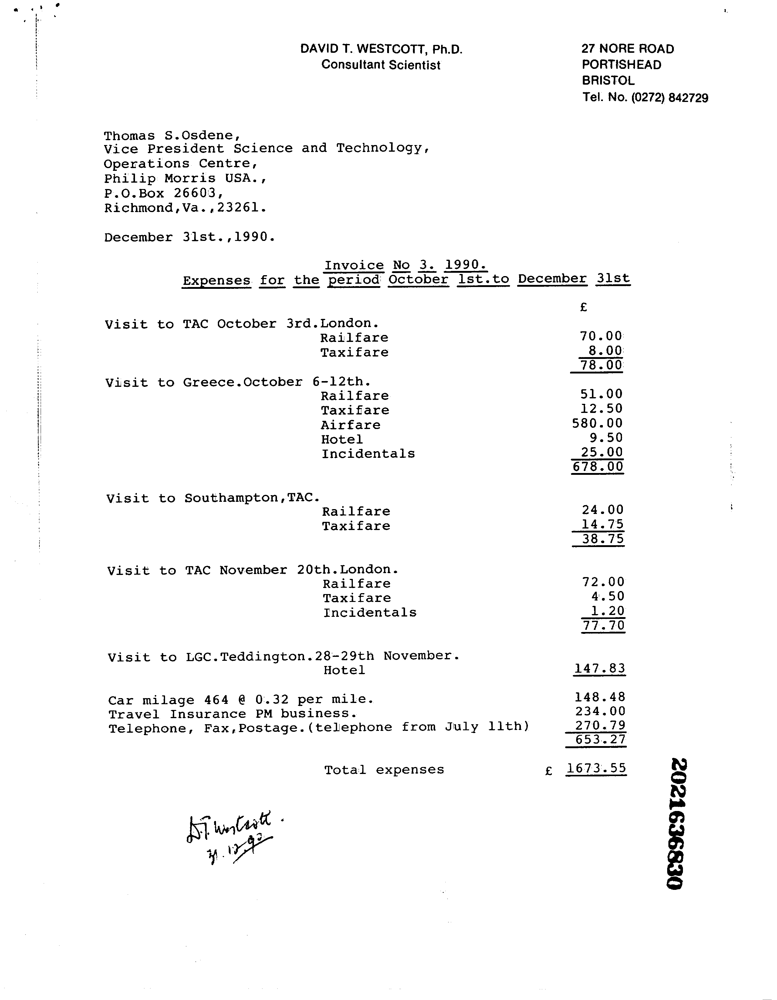 DAVID T. WESTCOTT, Ph.D.
Consultant Scientist
27 NORE ROAD
PORTISHEAD
BRISTOL
Tel. No. (0272) 842729
Thomas S.Osdene,
Vice President Science and Technology,
Operations Centre,
Philip Morris USA.,
P.O.Box 26603,
Richmond,Va.,23261.
December 31st.,1990.
Invoice No 3. 1990.
Expenses for the period October 1st.to December 31st
£
Visit to TAC October 3rd.London.
Railfare 70.00
Taxifare 8.00
78.00
Visit to Greece.October 6-12th.
Railfare 51.00
Taxifare 12.50
Airfare 580.00
Hotel 9.50
Incidentals 25.00
678.00
Visit to Southampton,TAC.
Railfare 24.00
Taxifare 14.75
38.75
Visit to TAC November 20th.London.
Railfare 72.00
Taxifare 4.50
Incidentals 1.20
77.70
Visit to LGC.Teddington.28-29th November.
Hotel 147.83
Car milage 464 @ 0.32 per mile. 148.48
Travel Insurance PM business. 234.00
Telephone, Fax,Postage.(telephone from July 11th) 270.79
653.27
Total expenses £ 1673.55
D.T. Westcott.
2021636830